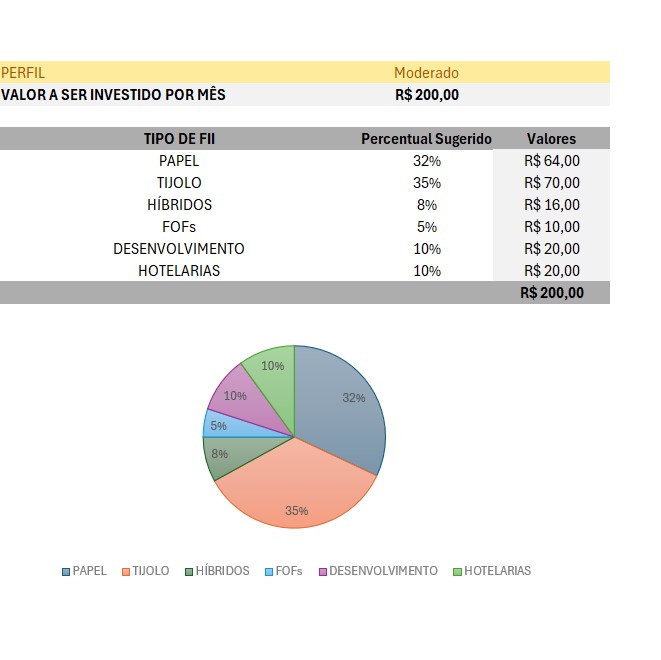 PERFIL Moderado
VALOR A SER INVESTIDO POR MÊS R$ 200,00
TIPO DE FII Percentual Sugerido Valores
PAPEL 32% R$ 64,00
TIJOLO 35% R$ 70,00
HÍBRIDOS 8% R$ 16,00
FOFs 5% R$ 10,00
DESENVOLVIMENTO 10% R$ 20,00
HOTELARIAS 10% R$ 20,00
R$ 200,00
10%
32%
10%
5%
8%
35%
PAPEL TIJOLO HÍBRIDOS FOFs DESENVOLVIMENTO HOTELARIAS